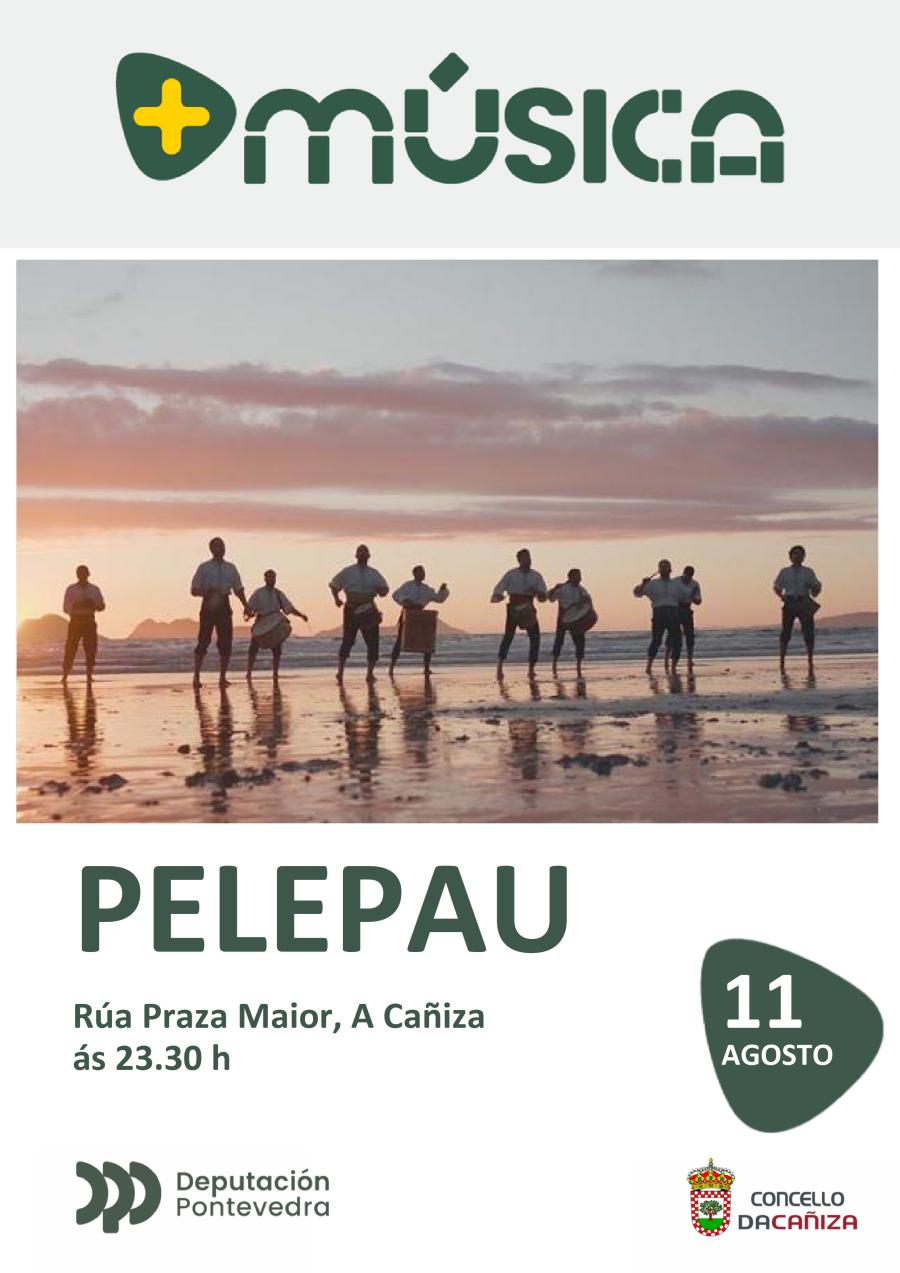 +MÚSICA
PELEPAU
Rúa Praza Maior, A Cañiza
ás 23.30 h
11
AGOSTO
Deputación
Pontevedra
CONCELLO
DACAÑIZA